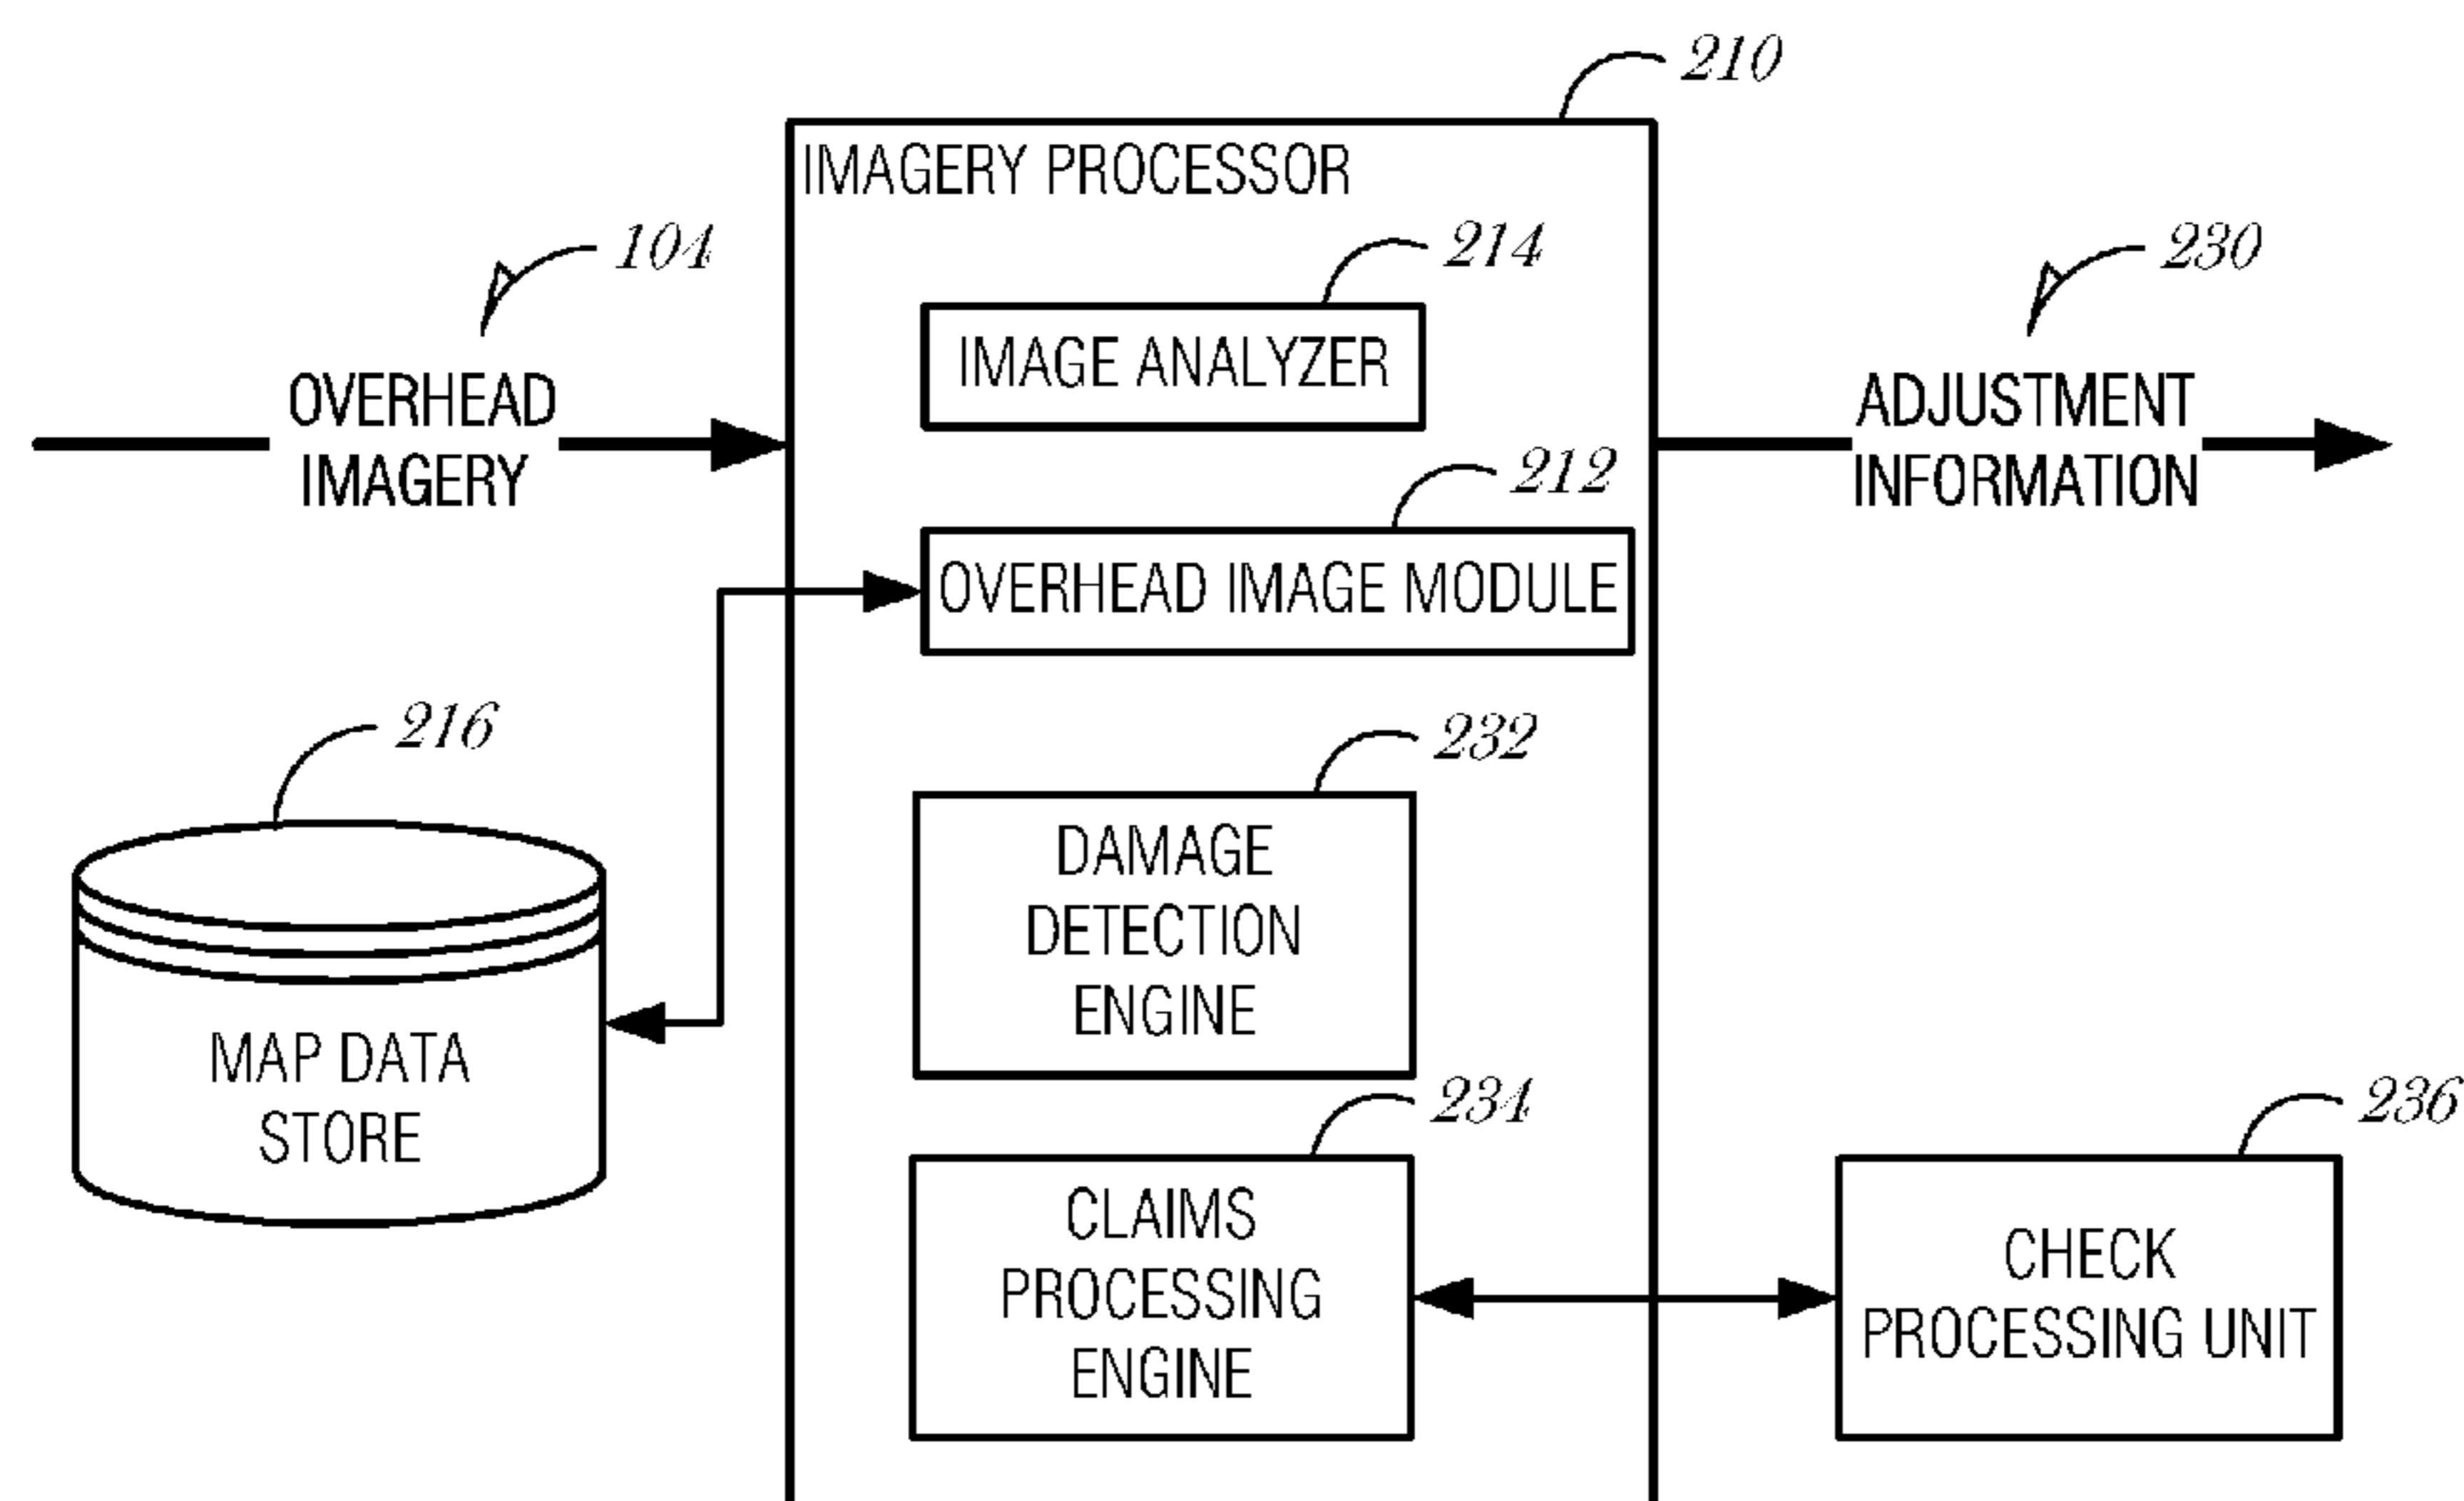 210
IMAGERY PROCESSOR
104
214
230
IMAGE ANALYZER
OVERHEAD
IMAGERY
ADJUSTMENT
INFORMATION
212
OVERHEAD IMAGE MODULE
216
232
DAMAGE
DETECTION
ENGINE
MAP DATA
STORE
234
236
CLAIMS
PROCESSING
ENGINE
CHECK
PROCESSING UNIT